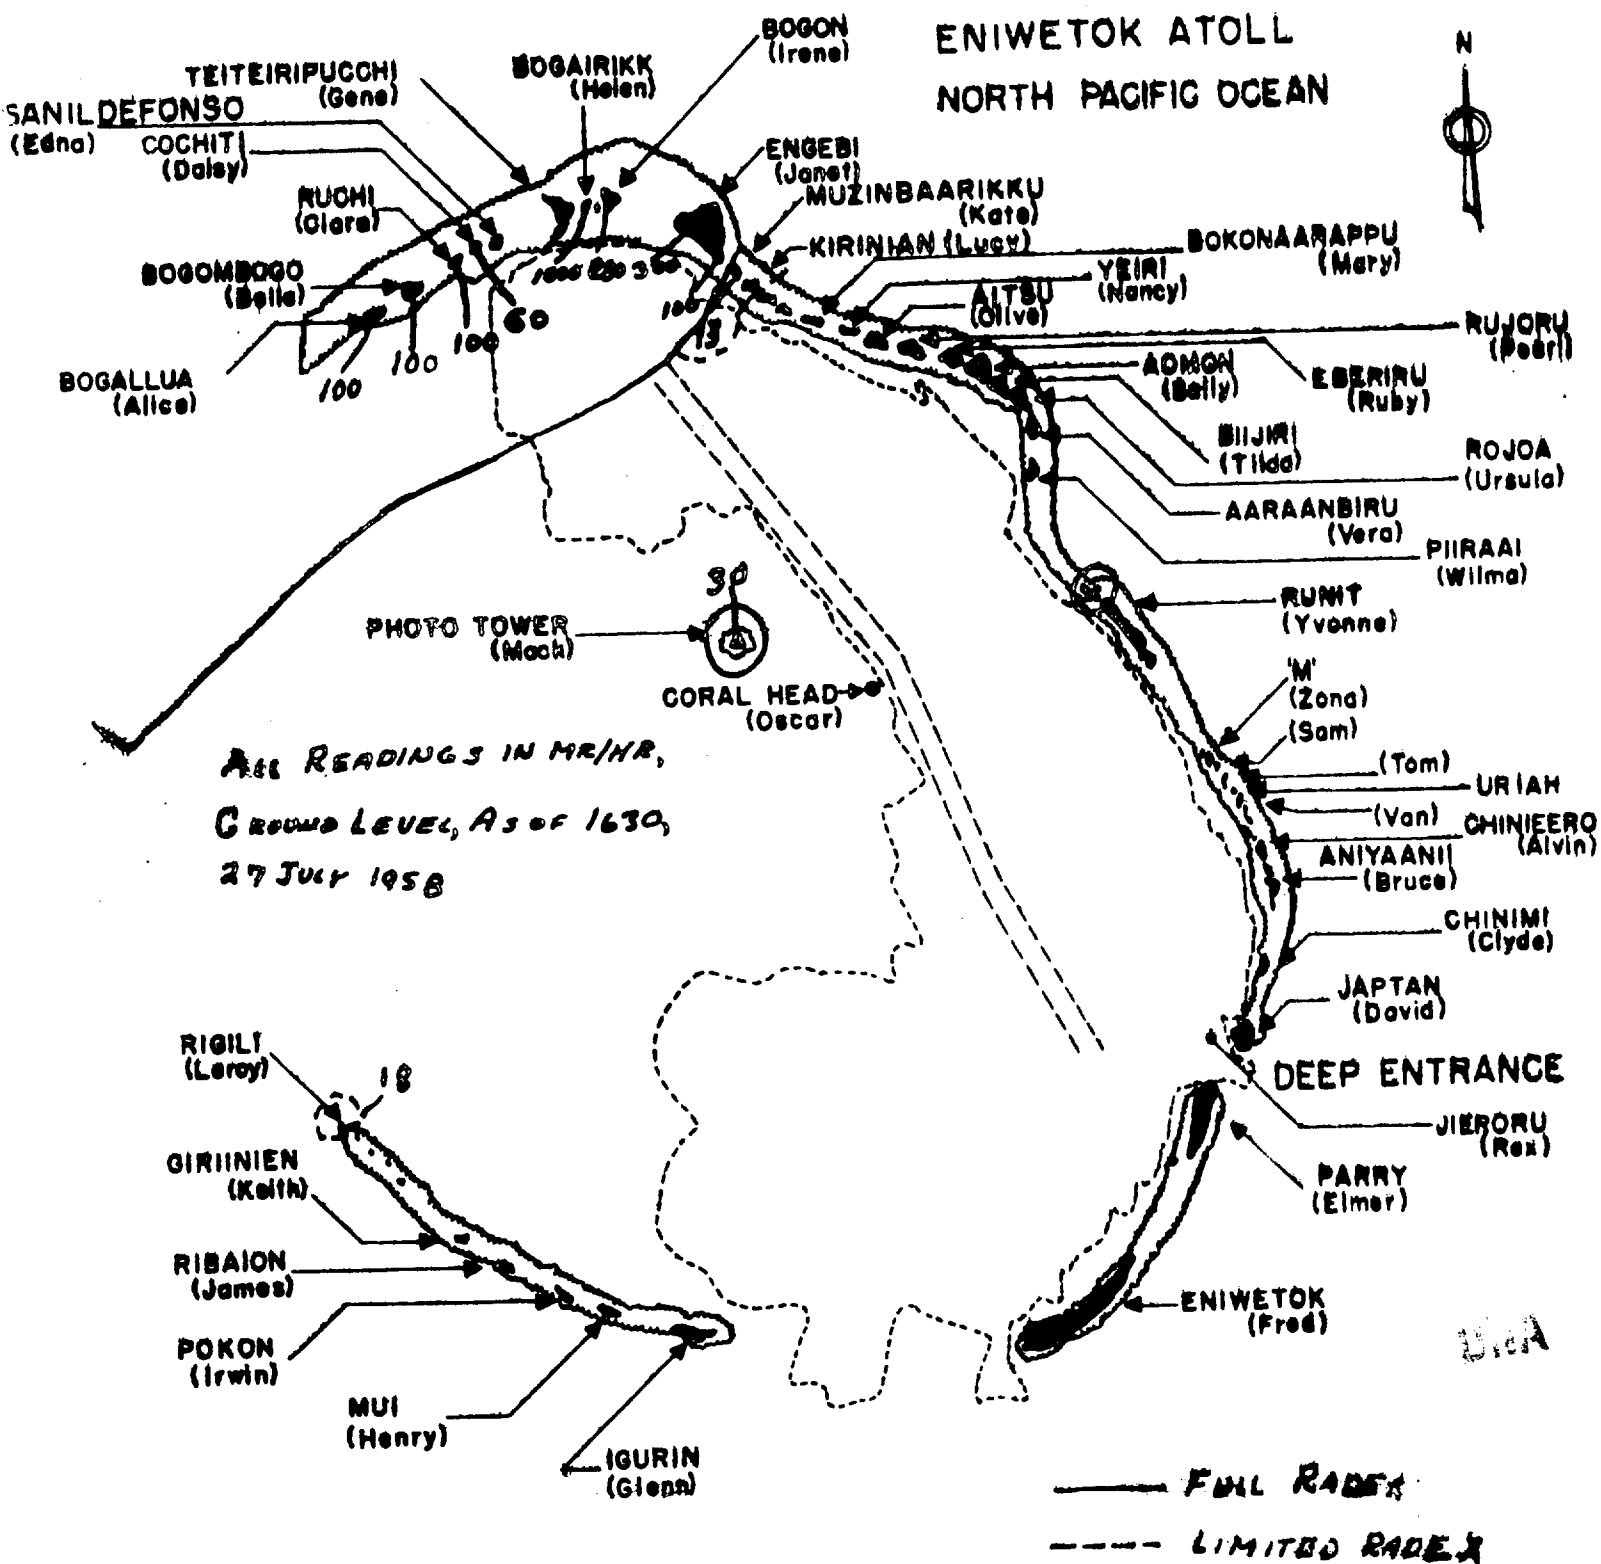 ENIWETOK ATOLL
NORTH PACIFIC OCEAN
N
BOGON
(Irene)
BOGAIRIKK
(Helen)
TEITEIRIPUCCHI
(Gene)
SANILDEFONSO
(Edna)
COCHITI
(Daisy)
RUCHI
(Clara)
BOGOMBOGO
(Belle)
BOGALLUA
(Alice)
ENGEBI
(Janet)
MUZINBAARIKKU
(Kate)
KIRINIAN (Lucy)
BOKONAARAPPU
(Mary)
YEIRI
(Nancy)
AITSU
(Olive)
RUJORU
(Pearl)
EBERIRU
(Ruby)
AOMON
(Sally)
BIIJIRI
(Tilda)
ROJOA
(Ursula)
AARAANBIRU
(Vera)
PIIRAAI
(Wilma)
RUNIT
(Yvonne)
'M'
(Zona)
(Sam)
(Tom)
URIAH
(Van)
CHINIEERO
(Alvin)
ANIYAANII
(Bruce)
CHINIMI
(Clyde)
JAPTAN
(David)
DEEP ENTRANCE
JIERORU
(Rex)
PARRY
(Elmer)
ENIWETOK
(Fred)
100
100
100
60
100
13
30
PHOTO TOWER
(Mack)
CORAL HEAD
(Oscar)
ALL READINGS IN MR/HR,
GROUND LEVEL, AS OF 1630,
27 JULY 1958
RIGILI
(Leroy)
18
GIRIINIEN
(Keith)
RIBAION
(James)
POKON
(Irwin)
MUI
(Henry)
IGURIN
(Glenn)
FULL RADEX
LIMITED RADEX